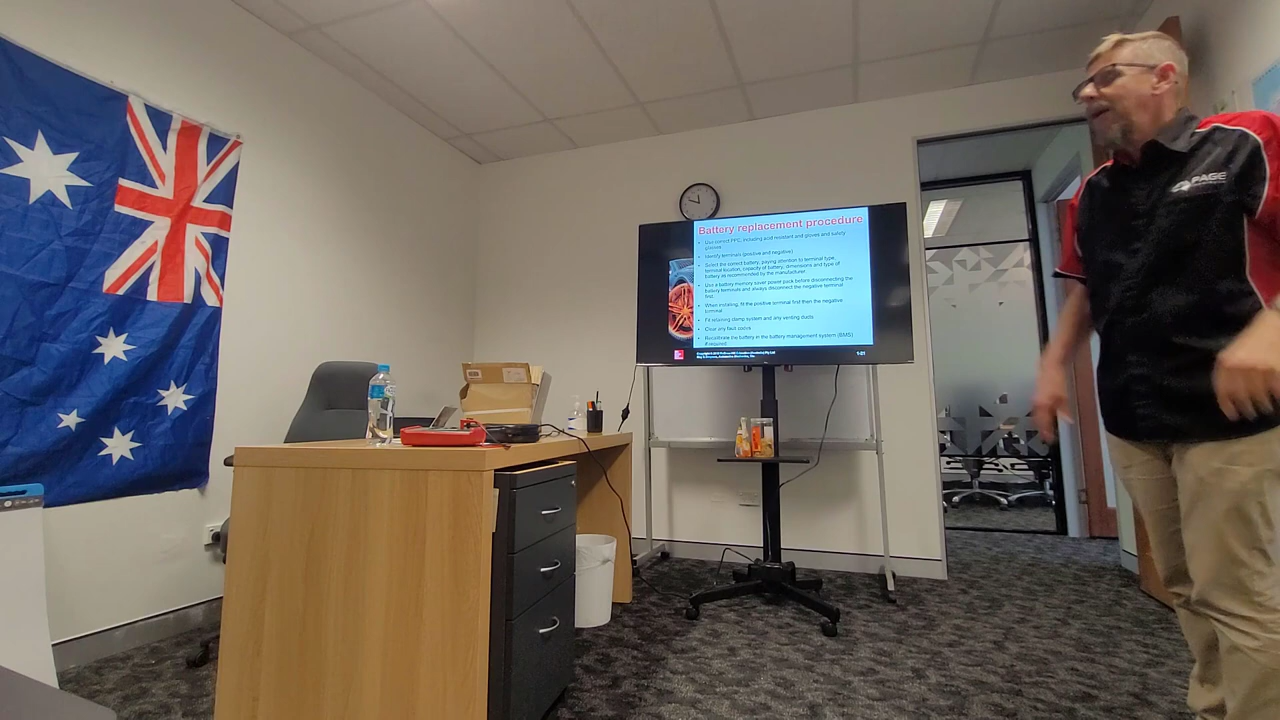 Battery replacement procedure
Use correct PPE, including acid resistant and gloves and safety
glasses
Identify terminals (positive and negative)
Select the correct battery, paying attention to terminal type,
terminal location, capacity of battery, dimensions and type of
battery as recommended by the manufacturer.
Use a battery memory saver power pack before disconnecting the
battery terminals and always disconnect the negative terminal
first.
When installing, fit the positive terminal first then the negative
terminal
Fit retaining clamp system and any venting ducts
Clear any fault codes
Recalibrate the battery in the battery management system (BMS)
if required
1-21
PAGE